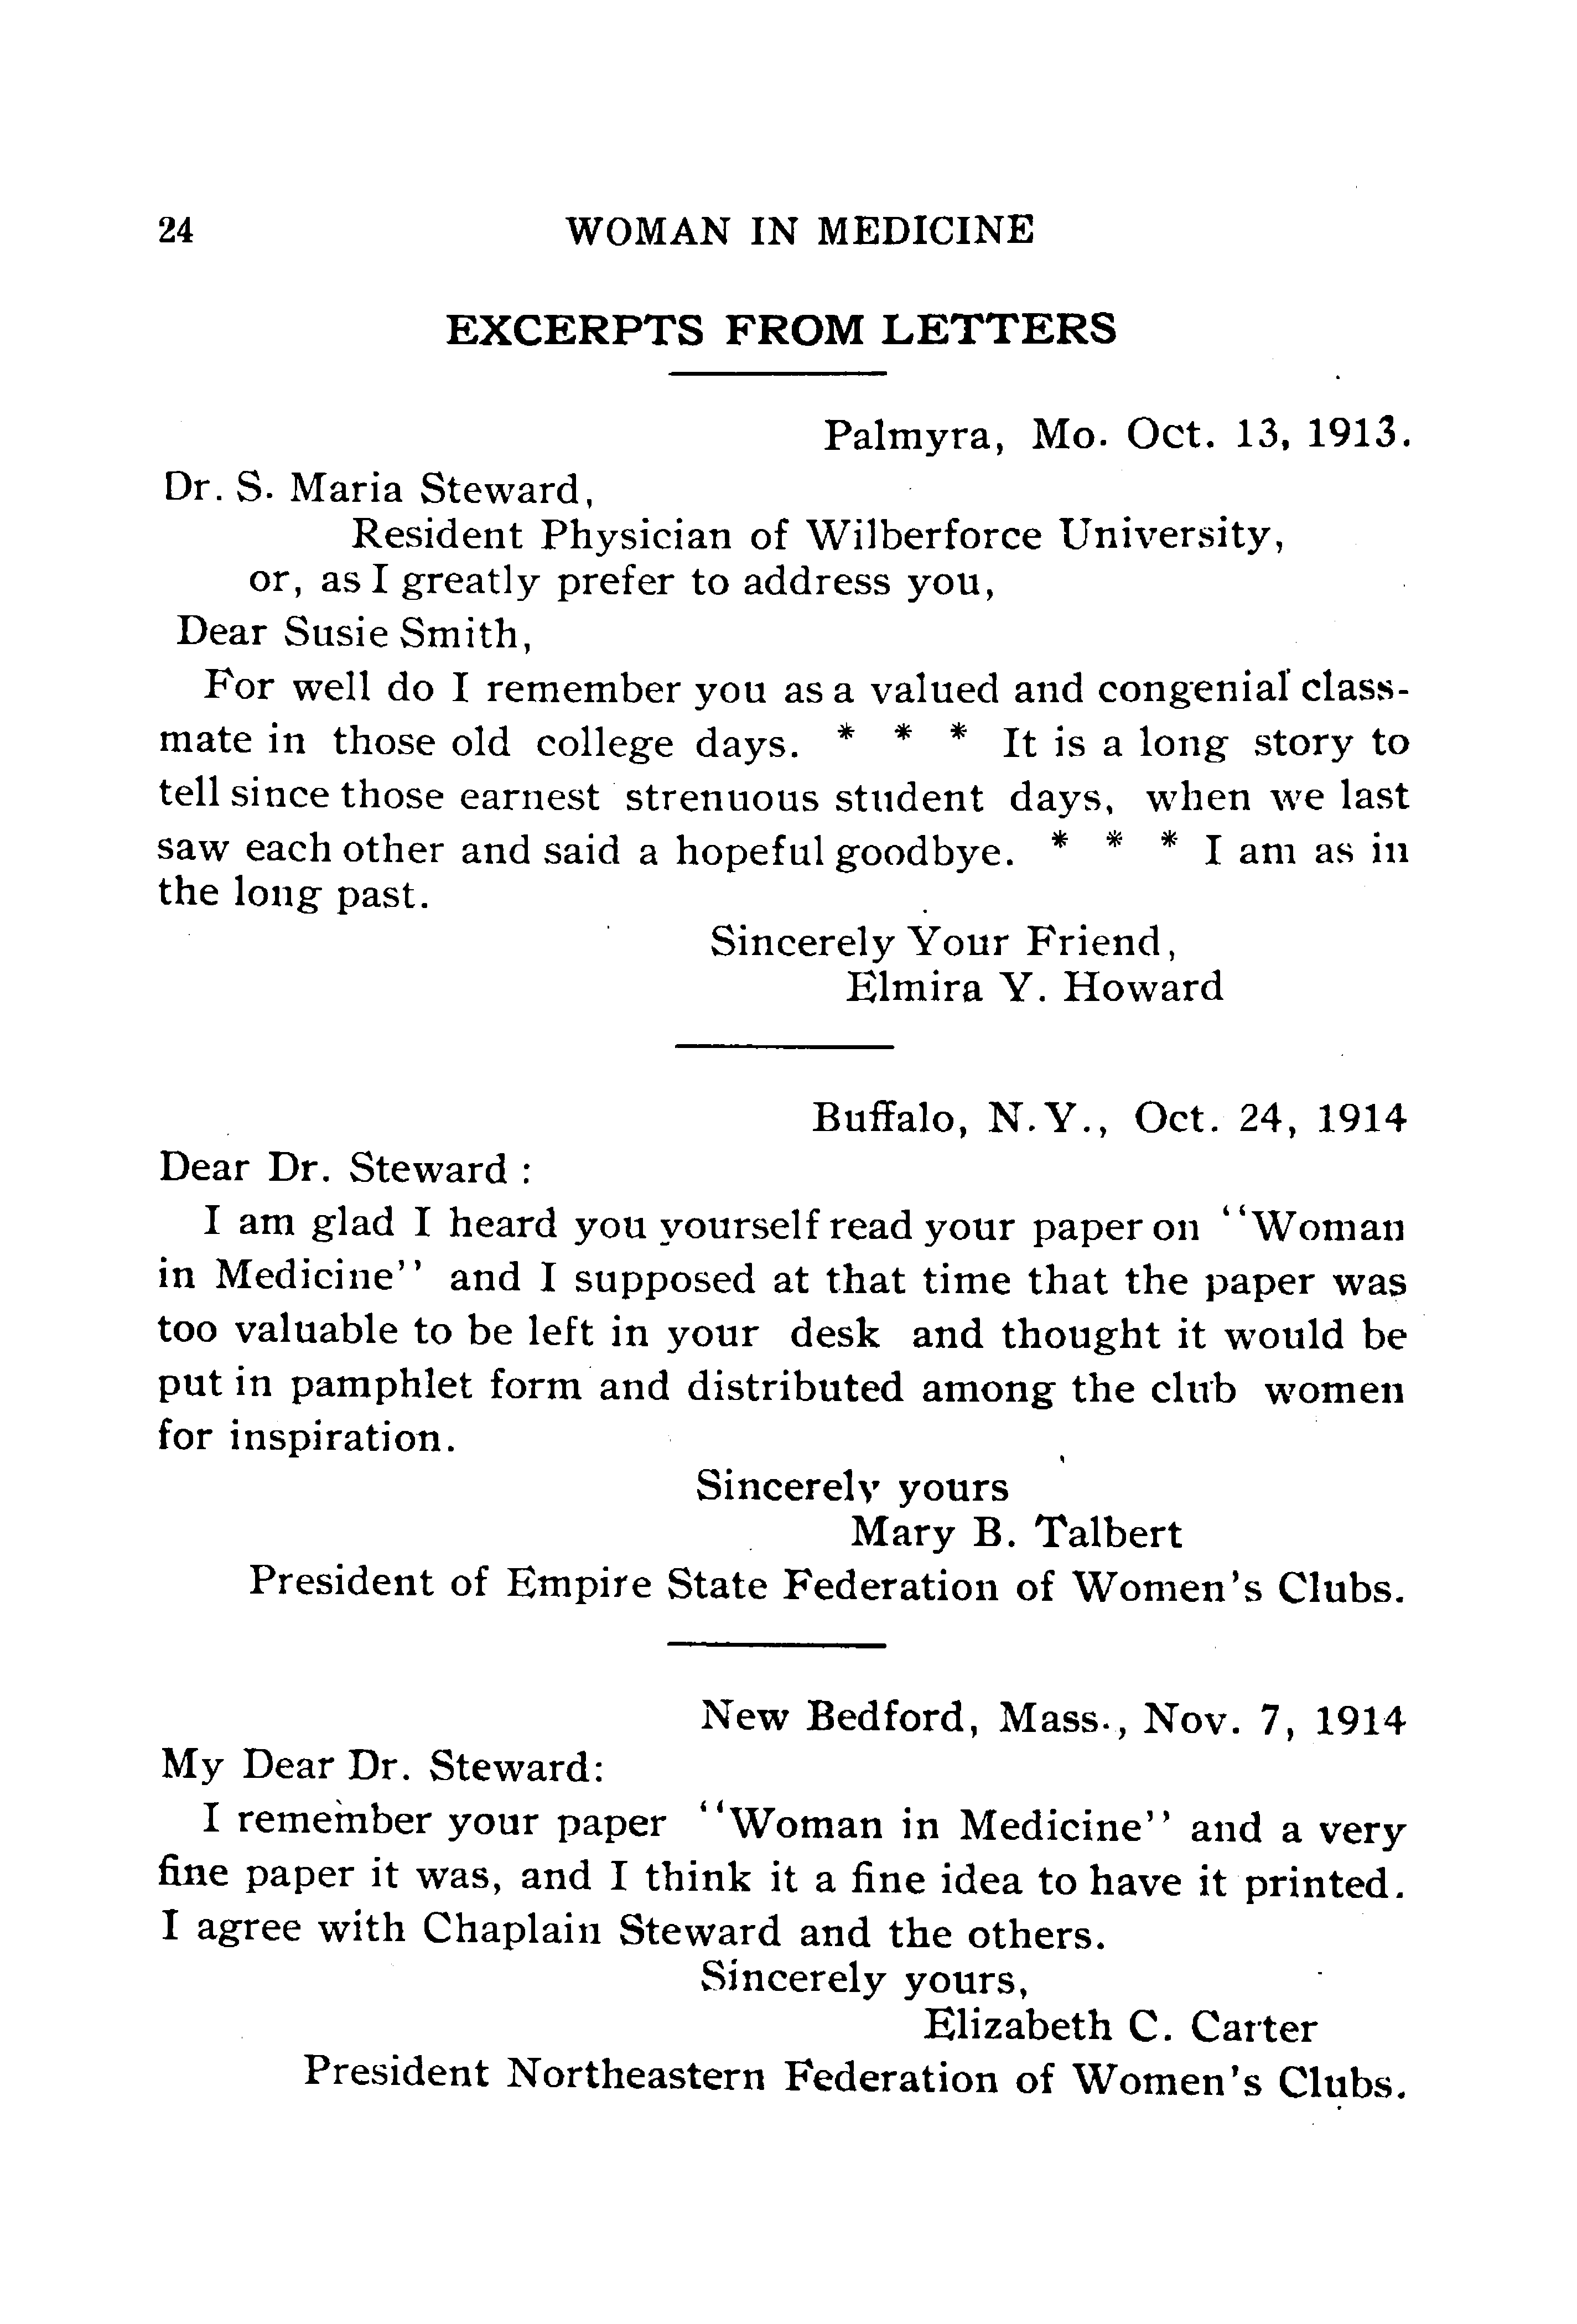 24 WOMAN IN MEDICINE
EXCERPTS FROM LETTERS
Palmyra, Mo. Oct. 13, 1913.
Dr. S. Maria Steward,
Resident Physician of Wilberforce University,
or, as I greatly prefer to address you,
Dear Susie Smith,
For well do I remember you as a valued and congenial class-
mate in those old college days. * * * It is a long story to
tell since those earnest strenuous student days, when we last
saw each other and said a hopeful goodbye. * * * I am as in
the long past.
Sincerely Your Friend,
Elmira Y. Howard
Buffalo, N. Y., Oct. 24, 1914
Dear Dr. Steward :
I am glad I heard you yourself read your paper on "Woman
in Medicine" and I supposed at that time that the paper was
too valuable to be left in your desk and thought it would be
put in pamphlet form and distributed among the club women
for inspiration.
Sincerely yours
Mary B. Talbert
President of Empire State Federation of Women's Clubs.
New Bedford, Mass., Nov. 7, 1914
My Dear Dr. Steward:
I remember your paper "Woman in Medicine" and a very
fine paper it was, and I think it a fine idea to have it printed.
I agree with Chaplain Steward and the others.
Sincerely yours,
Elizabeth C. Carter
President Northeastern Federation of Women's Clubs.